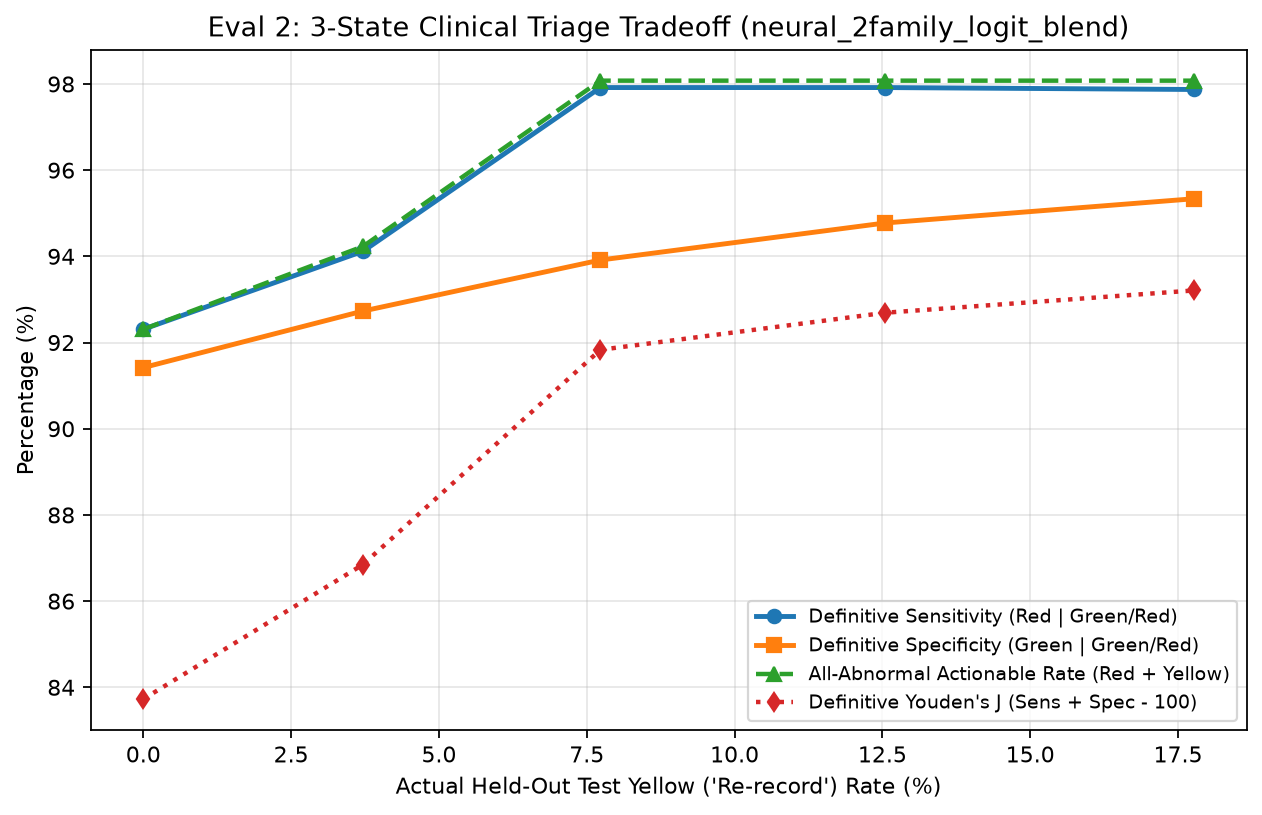 Eval 2: 3-State Clinical Triage Tradeoff (neural_2family_logit_blend)
Percentage (%)
98
96
94
92
90
88
86
84
Definitive Sensitivity (Red | Green/Red)
Definitive Specificity (Green | Green/Red)
All-Abnormal Actionable Rate (Red + Yellow)
Definitive Youden's J (Sens + Spec - 100)
0.0 2.5 5.0 7.5 10.0 12.5 15.0 17.5
Actual Held-Out Test Yellow ('Re-record') Rate (%)